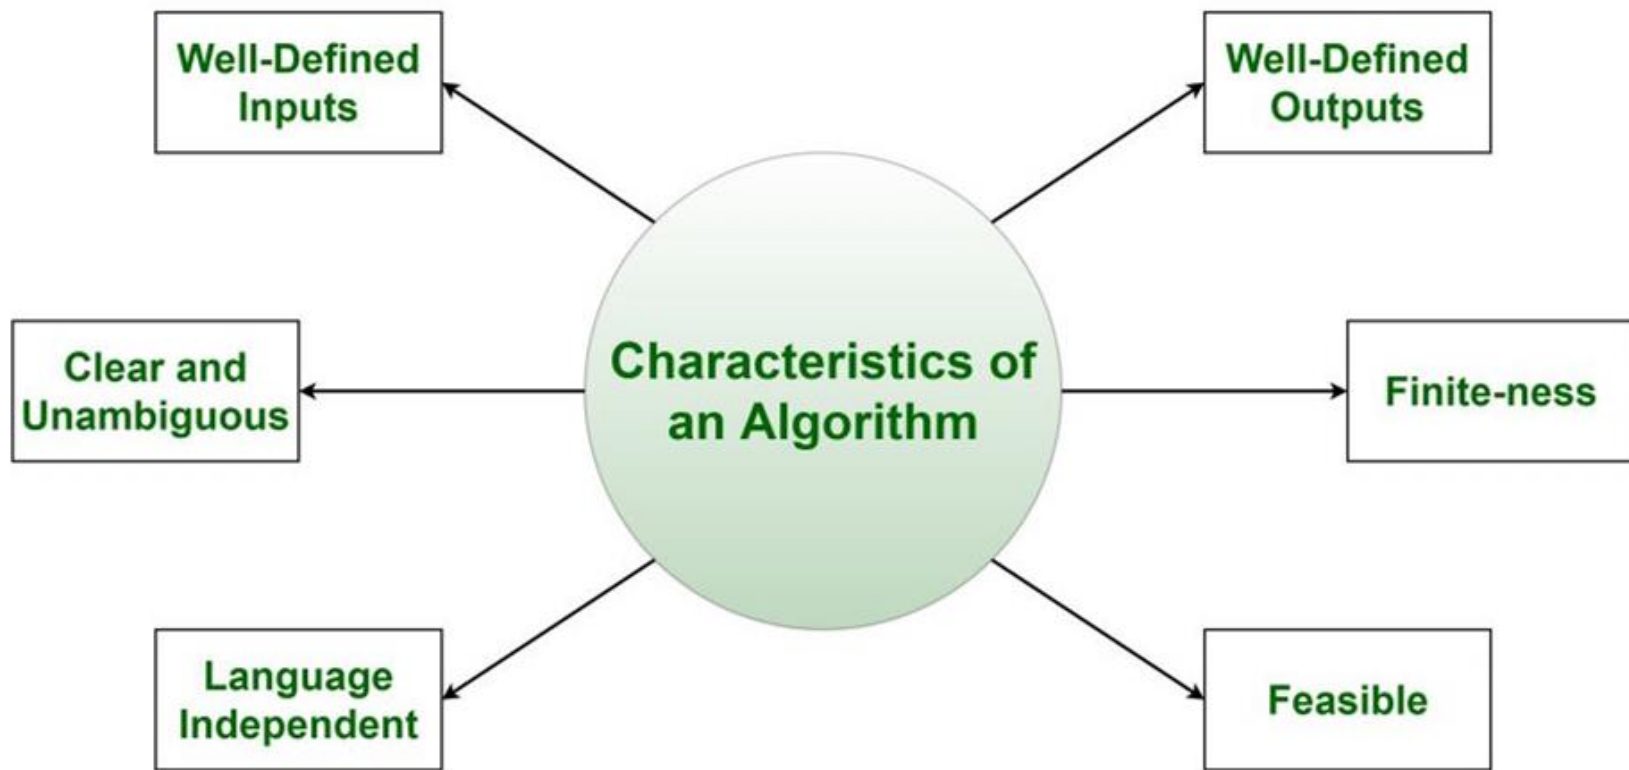 Well-Defined
Inputs
Well-Defined
Outputs
Clear and
Unambiguous
Characteristics of
an Algorithm
Finite-ness
Language
Independent
Feasible